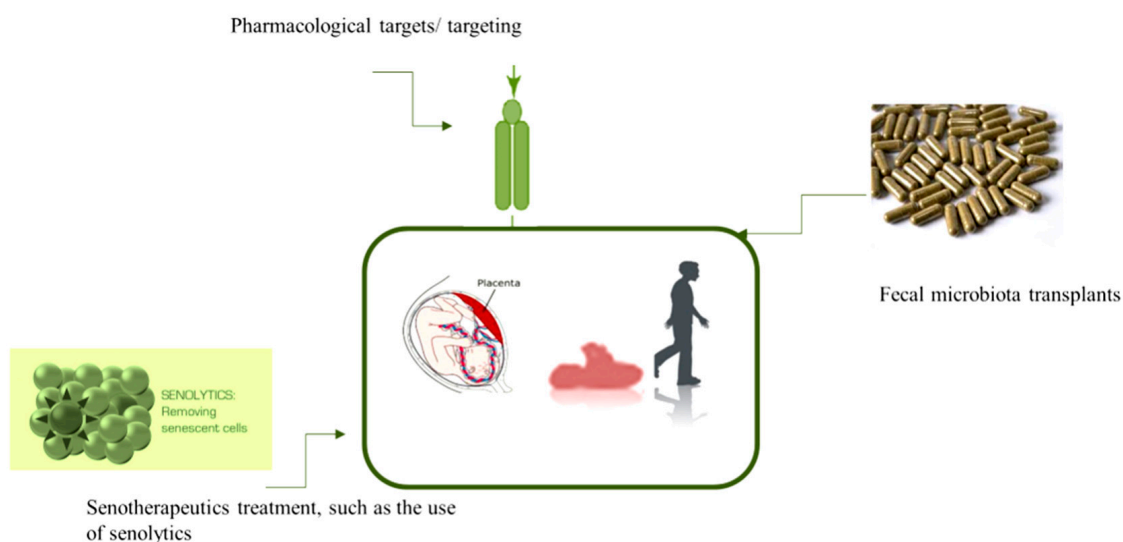 Pharmacological targets/ targeting
Placenta
Fecal microbiota transplants
SENOLYTICS:
Removing
senescent cells
Senotherapeutics treatment, such as the use
of senolytics